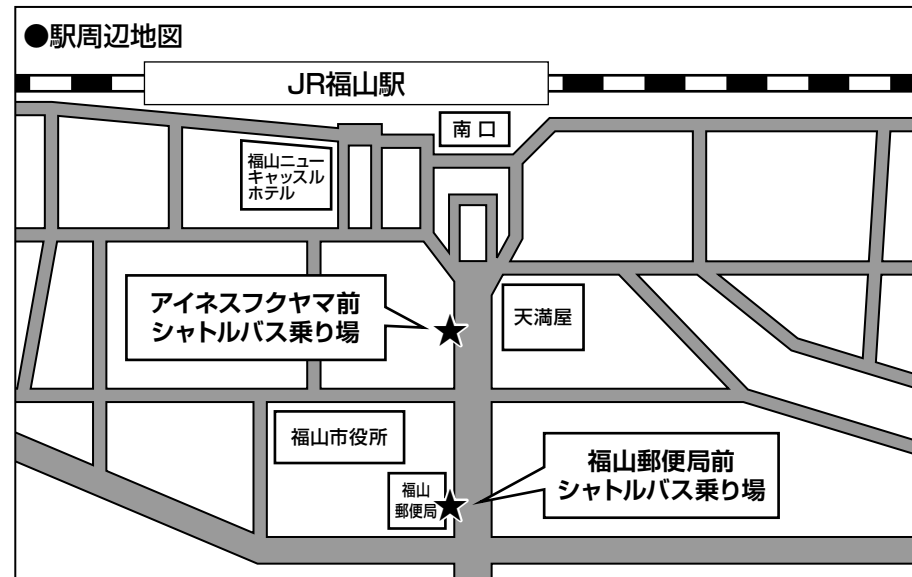 ●駅周辺地図
JR福山駅
南口
福山ニュー
キャッスル
ホテル
アイネスフクヤマ前
シャトルバス乗り場
天満屋
福山市役所
福山郵便局前
シャトルバス乗り場
福山
郵便局